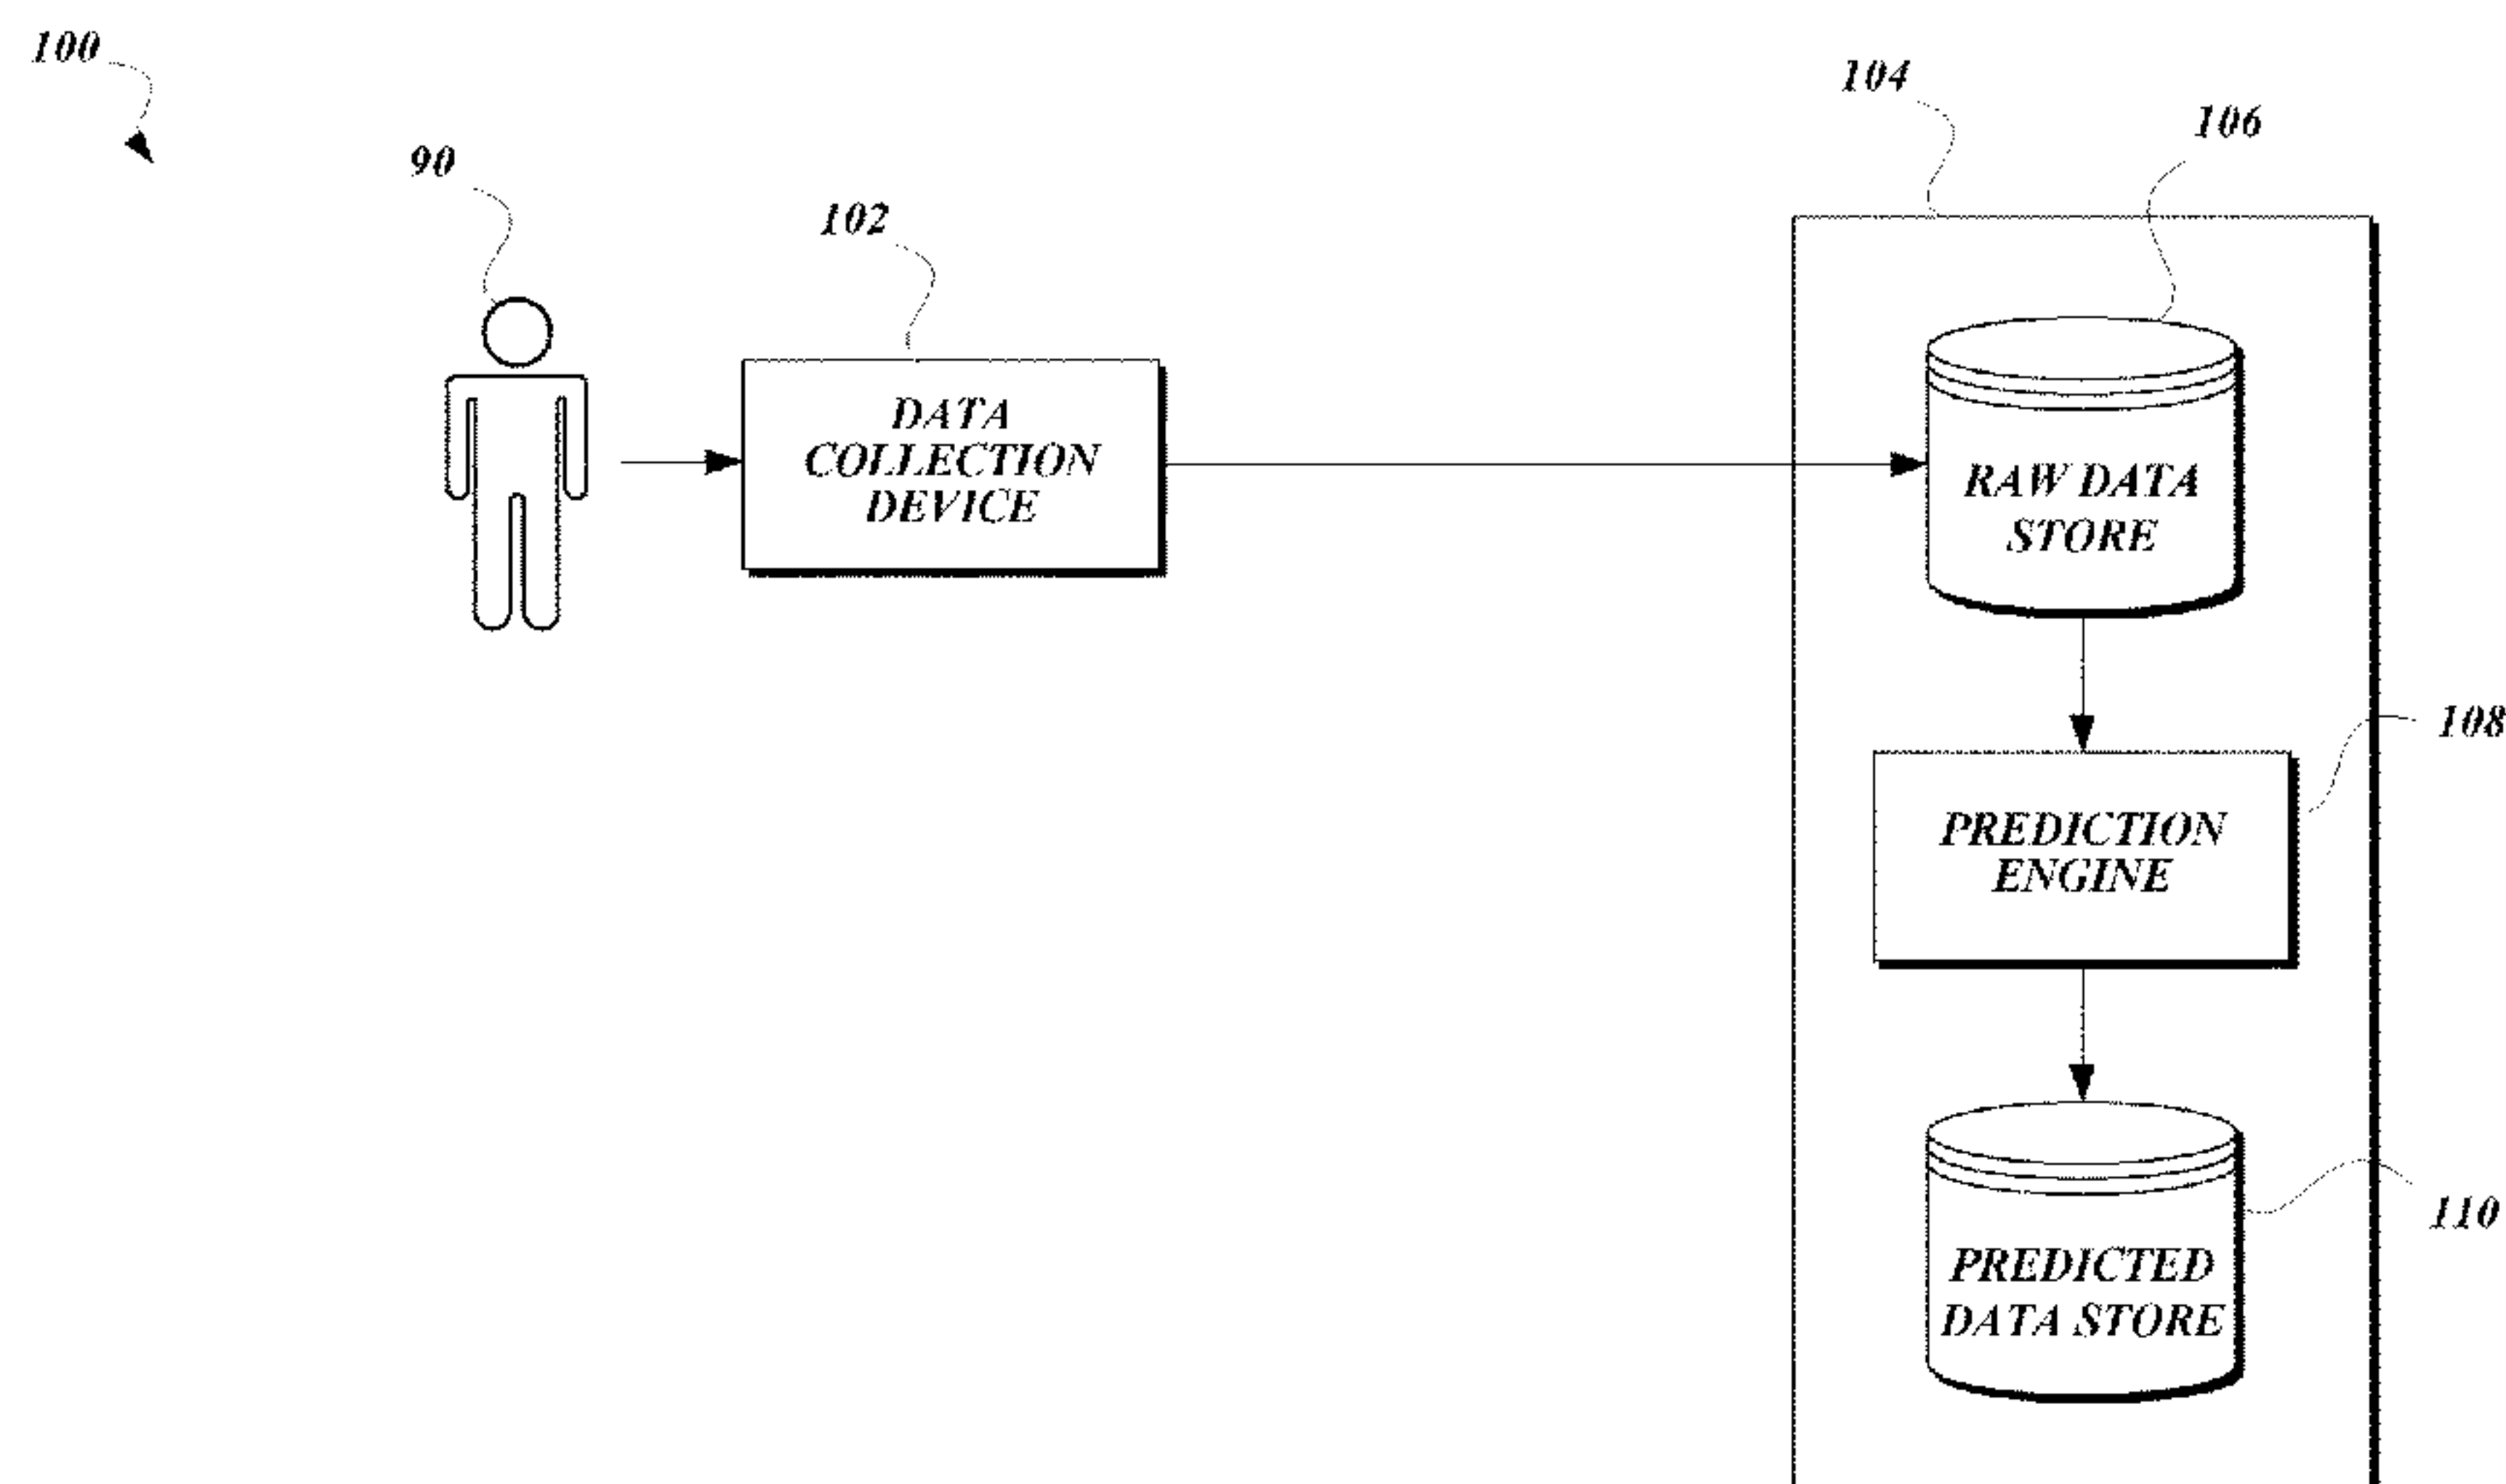 100
104
106
90
102
DATA
COLLECTION
DEVICE
RAW DATA
STORE
108
PREDICTION
ENGINE
110
PREDICTED
DATA STORE